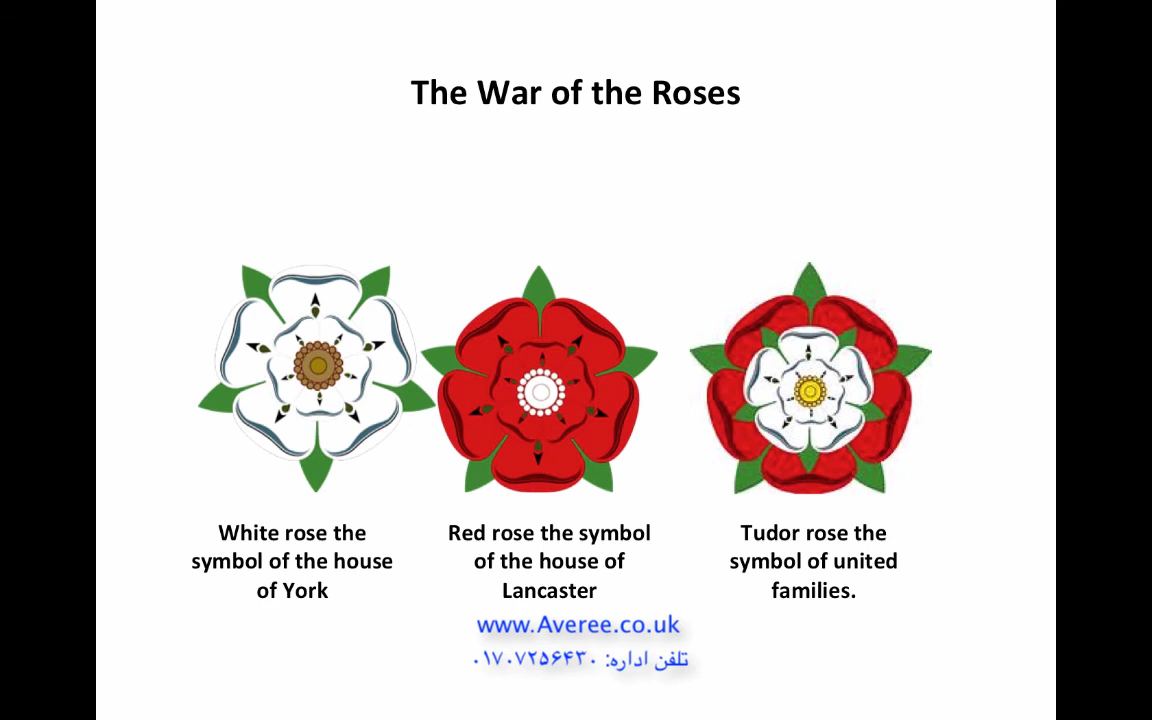 The War of the Roses
White rose the
symbol of the house
of York
Red rose the symbol
of the house of
Lancaster
Tudor rose the
symbol of united
families.
www.Averee.co.uk
تلفن اداره: ۰۱۷۰۷۲۵۶۴۳۰